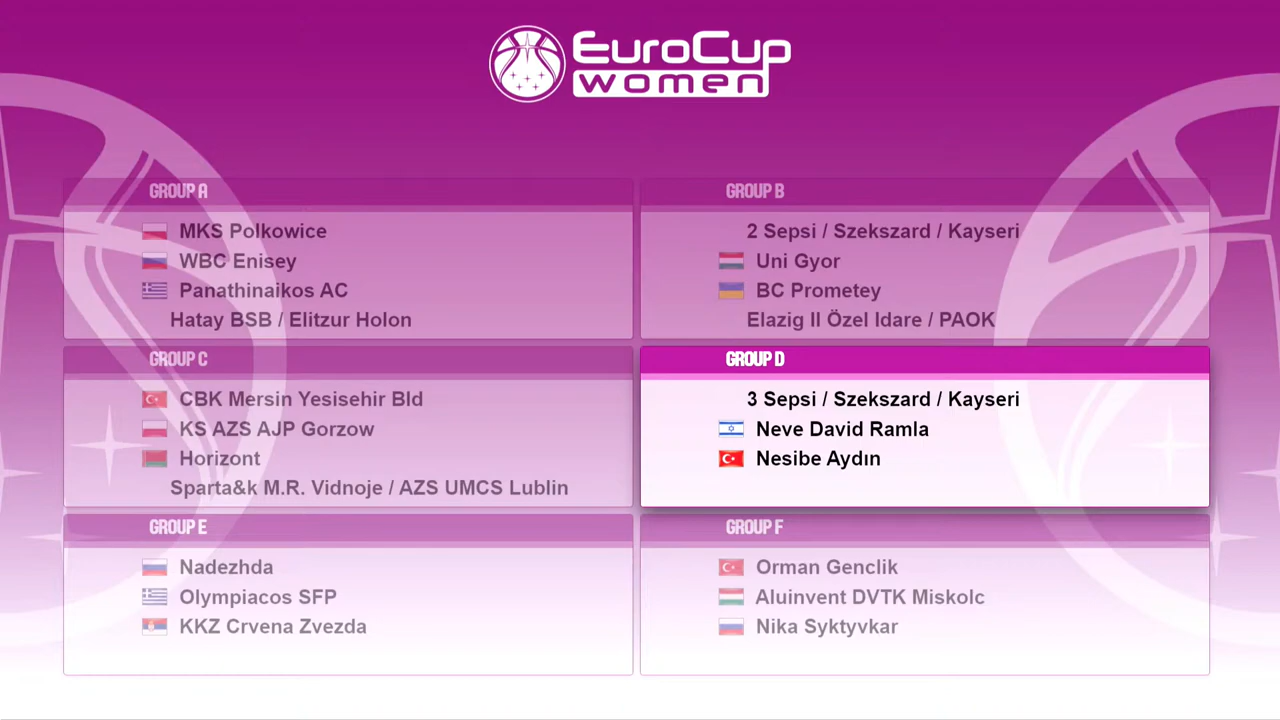 EuroCup
women
GROUP A
MKS Polkowice
WBC Enisey
Panathinaikos AC
Hatay BSB / Elitzur Holon
GROUP B
2 Sepsi / Szekszard / Kayseri
Uni Gyor
BC Prometey
Elazig II Özel Idare / PAOK
GROUP C
CBK Mersin Yesisehir Bld
KS AZS AJP Gorzow
Horizont
Sparta&k M.R. Vidnoje / AZS UMCS Lublin
GROUP D
3 Sepsi / Szekszard / Kayseri
Neve David Ramla
Nesibe Aydın
GROUP E
Nadezhda
Olympiacos SFP
KKZ Crvena Zvezda
GROUP F
Orman Genclik
Aluinvent DVTK Miskolc
Nika Syktyvkar